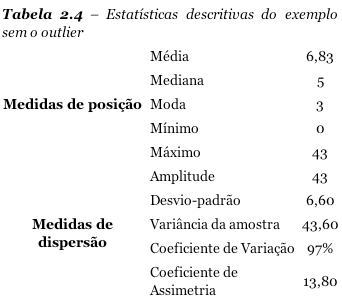 Tabela 2.4 – Estatísticas descritivas do exemplo
sem o outlier
Média 6,83
Mediana 5
Medidas de posição Moda 3
Mínimo 0
Máximo 43
Amplitude 43
Desvio-padrão 6,60
Medidas de dispersão Variância da amostra 43,60
Coeficiente de Variação 97%
Coeficiente de Assimetria 13,80